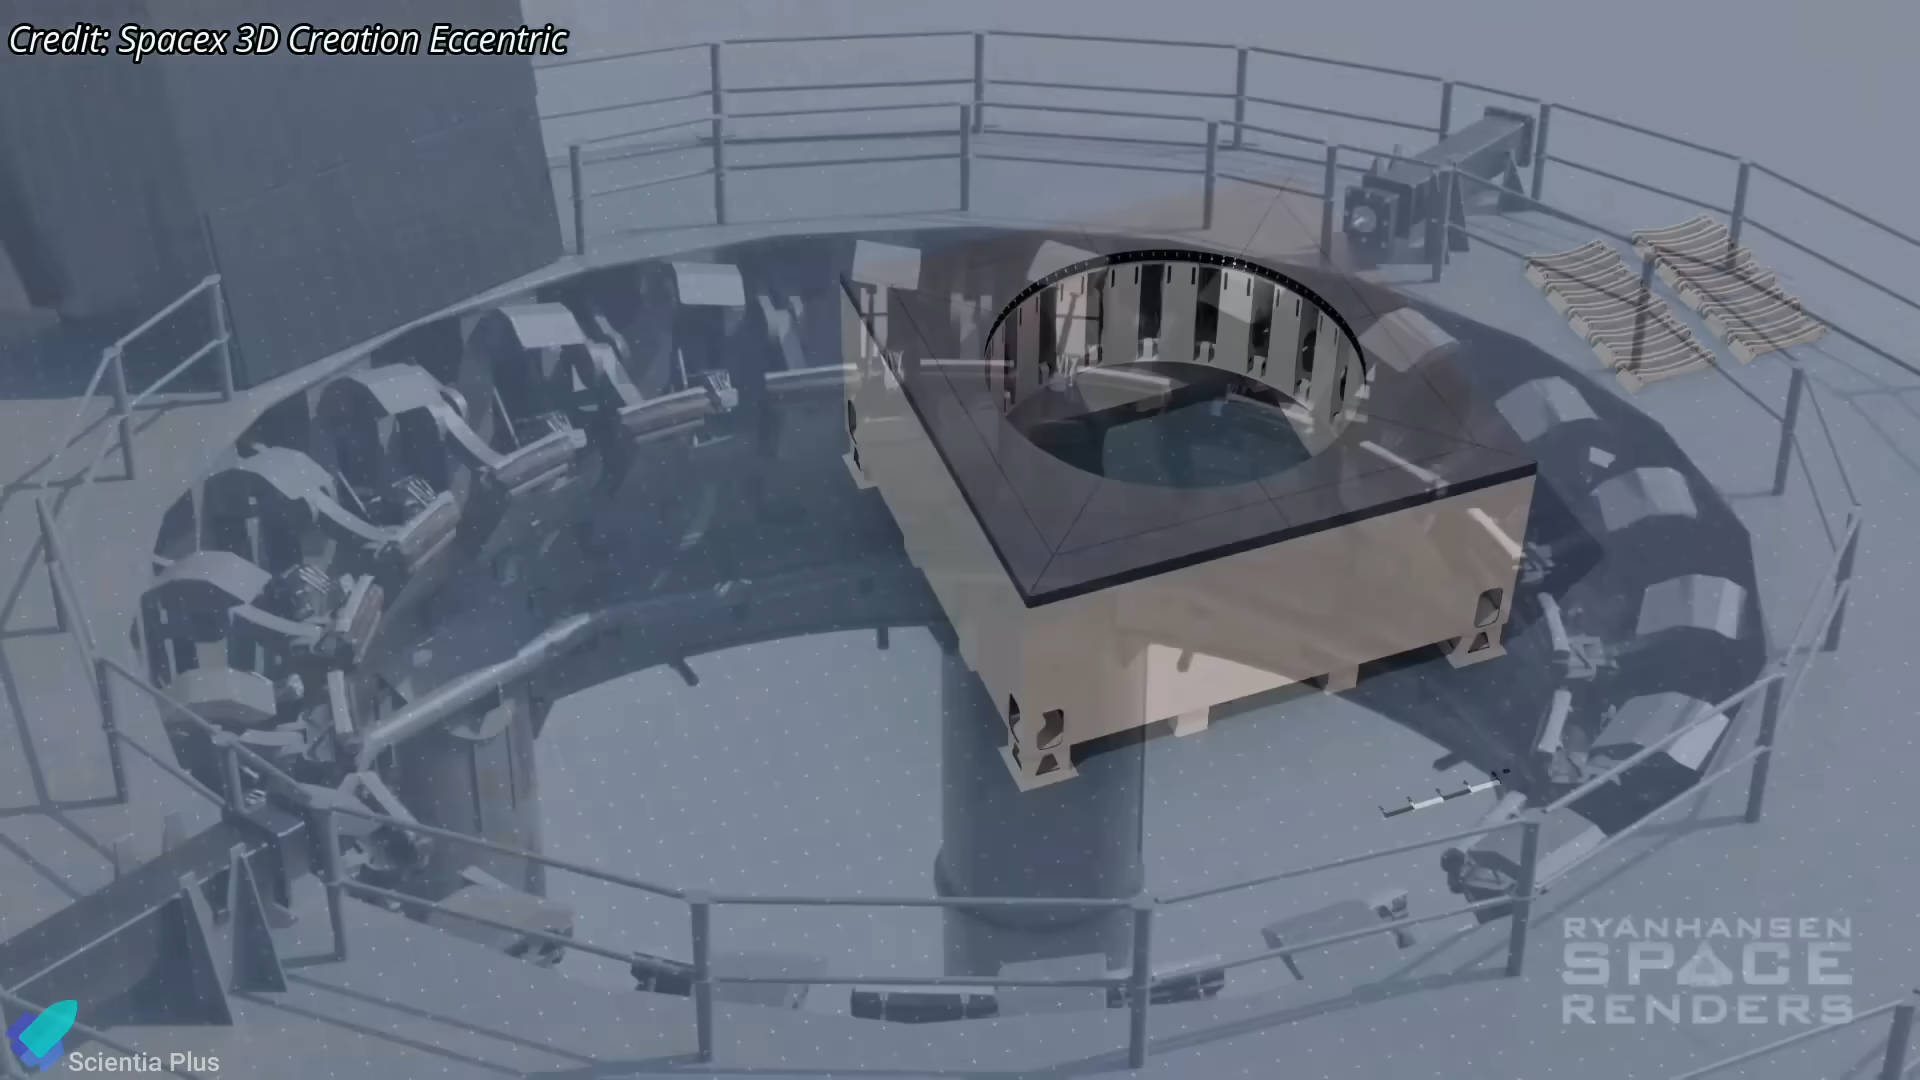 Credit: Spacex 3D Creation Eccentric
RYANHANSEN
SPACE
RENDERS
Scientia Plus